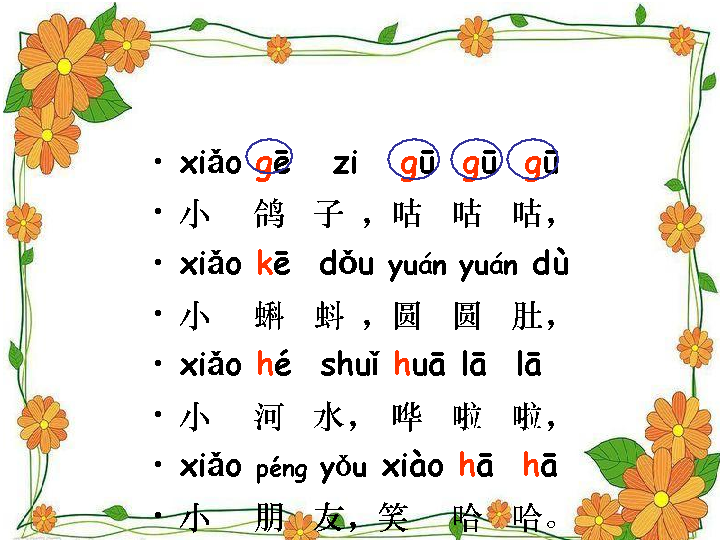 • xiǎo gē zi gū gū gū
• 小 鸽 子 ，咕 咕 咕，
• xiǎo kē dǒu yuán yuán dù
• 小 蝌 蚪 ，圆 圆 肚，
• xiǎo hé shuǐ huā lā lā
• 小 河 水， 哗 啦 啦，
• xiǎo péng yǒu xiào hā hā
• 小 朋 友，笑 哈 哈。